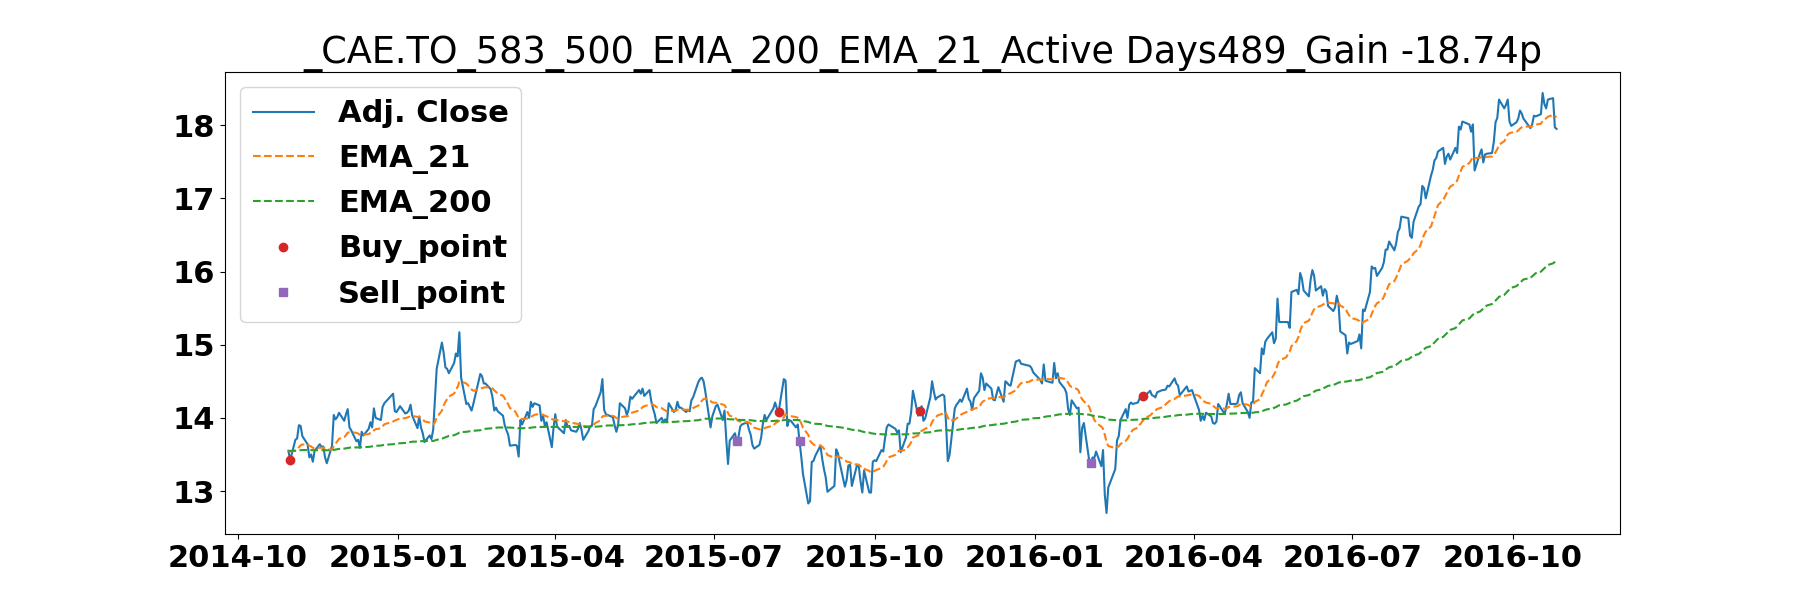 _CAE.TO_583_500_EMA_200_EMA_21_Active Days489_Gain -18.74p
Adj. Close
EMA_21
EMA_200
Buy_point
Sell_point
18
17
16
15
14
13
2014-10 2015-01 2015-04 2015-07 2015-10 2016-01 2016-04 2016-07 2016-10